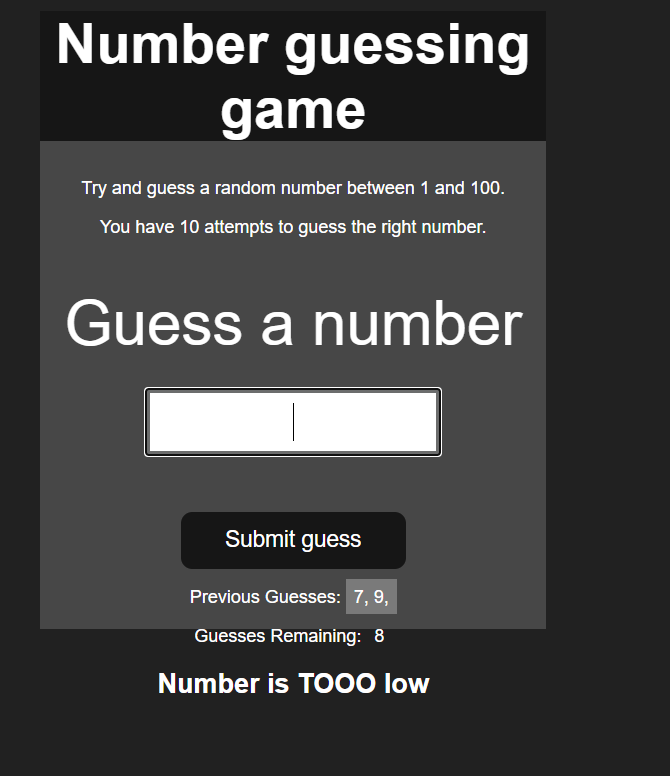 Number guessing
game
Try and guess a random number between 1 and 100.
You have 10 attempts to guess the right number.
Guess a number
Submit guess
Previous Guesses: 7, 9,
Guesses Remaining: 8
Number is TOOO low